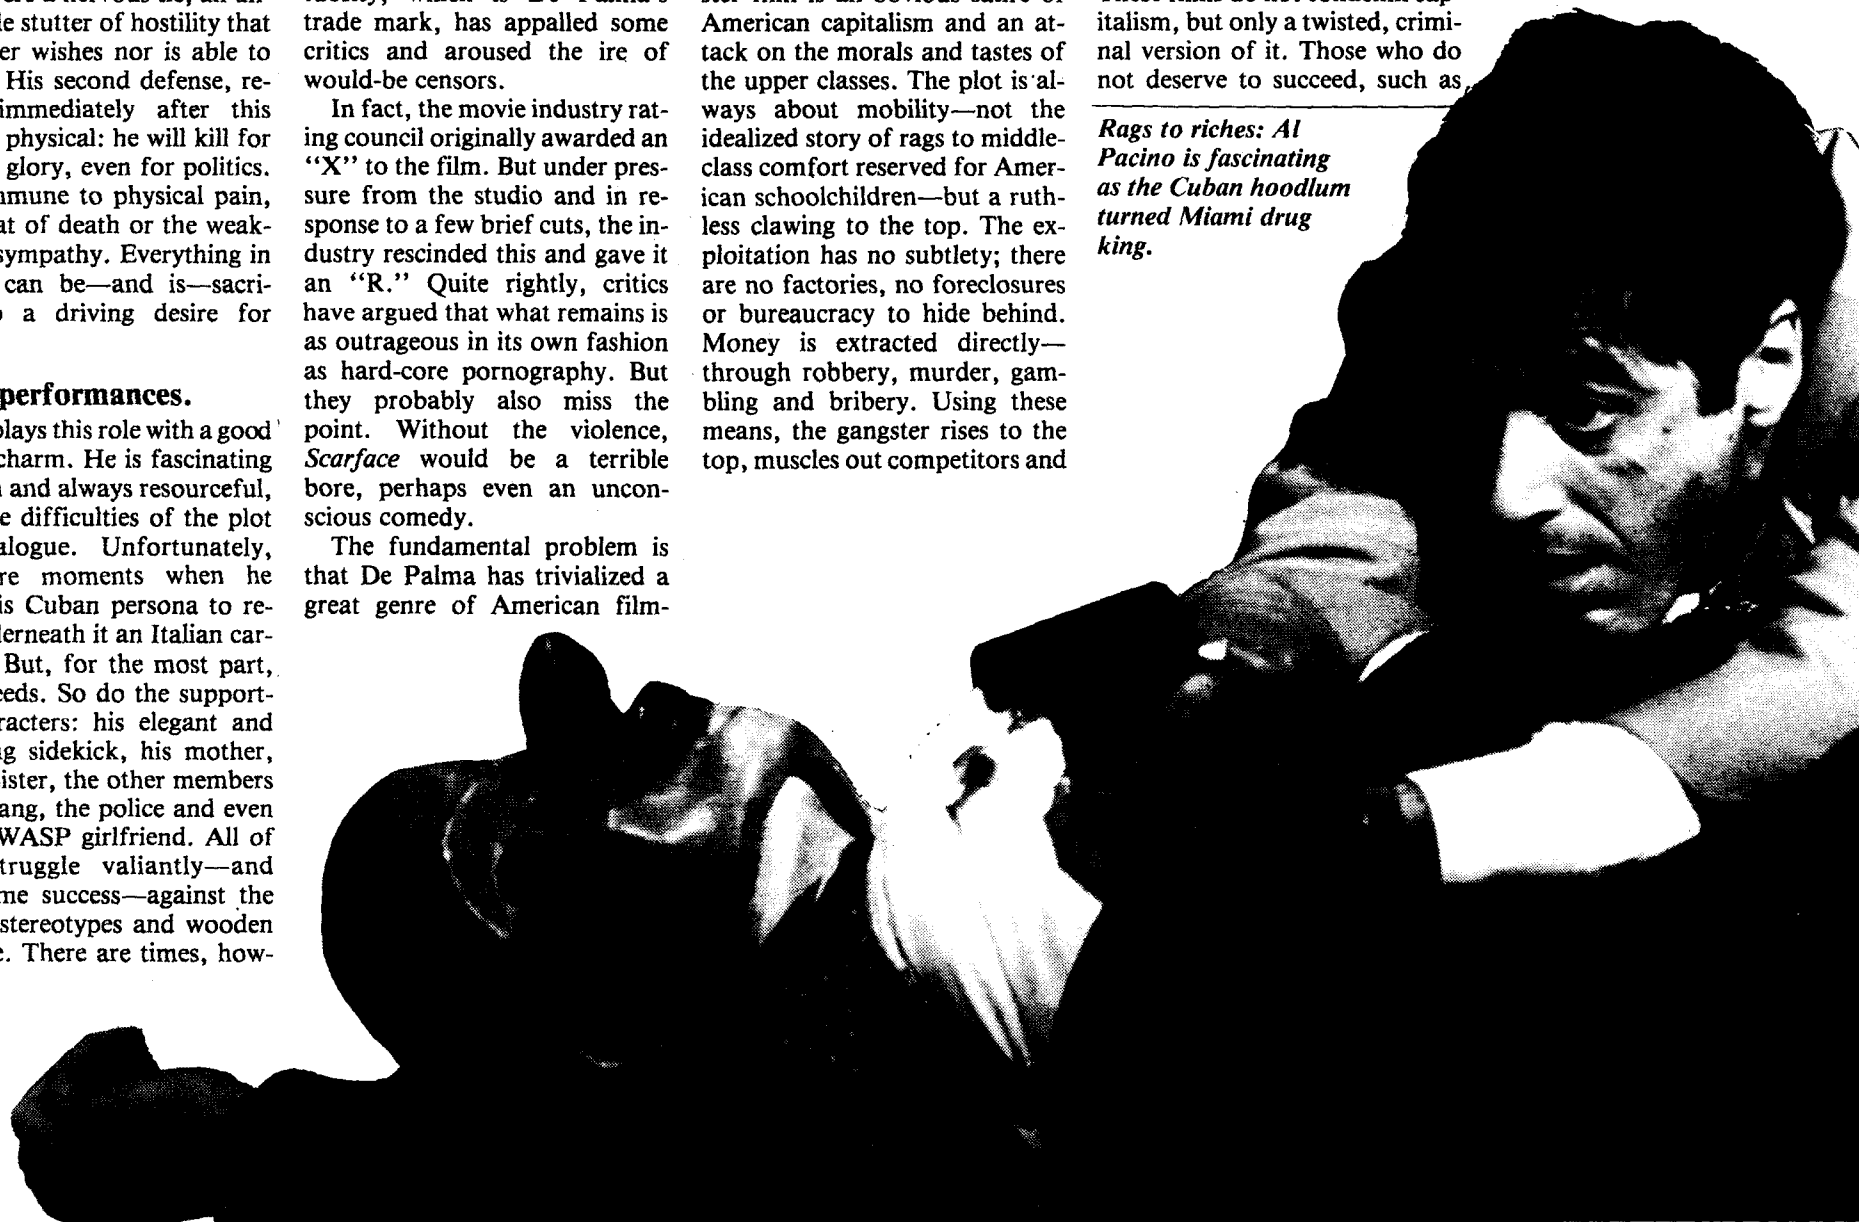 le stutter of hostility that
er wishes nor is able to
His second defense, re-
immediately after this
physical: he will kill for
glory, even for politics.
mmune to physical pain,
at of death or the weak-
sympathy. Everything in
can be—and is—sacri-
a driving desire for
performances.
plays this role with a good
charm. He is fascinating
and always resourceful,
e difficulties of the plot
alogue. Unfortunately,
re moments when he
is Cuban persona to re-
derneath it an Italian car-
But, for the most part,
eeds. So do the support-
racters: his elegant and
ng sidekick, his mother,
sister, the other members
ang, the police and even
WASP girlfriend. All of
truggle valiantly—and
me success—against the
stereotypes and wooden
e. There are times, how-
trade mark, has appalled some
critics and aroused the ire of
would-be censors.
In fact, the movie industry rat-
ing council originally awarded an
“X” to the film. But under pres-
sure from the studio and in re-
sponse to a few brief cuts, the in-
dustry rescinded this and gave it
an “R.” Quite rightly, critics
have argued that what remains is
as outrageous in its own fashion
as hard-core pornography. But
they probably also miss the
point. Without the violence,
Scarface would be a terrible
bore, perhaps even an uncon-
scious comedy.
The fundamental problem is
that De Palma has trivialized a
great genre of American film-
American capitalism and an at-
tack on the morals and tastes of
the upper classes. The plot is al-
ways about mobility—not the
idealized story of rags to middle-
class comfort reserved for Amer-
ican schoolchildren—but a ruth-
less clawing to the top. The ex-
ploitation has no subtlety; there
are no factories, no foreclosures
or bureaucracy to hide behind.
Money is extracted directly—
through robbery, murder, gam-
bling and bribery. Using these
means, the gangster rises to the
top, muscles out competitors and
italism, but only a twisted, crimi-
nal version of it. Those who do
not deserve to succeed, such as
Rags to riches: Al
Pacino is fascinating
as the Cuban hoodlum
turned Miami drug
king.